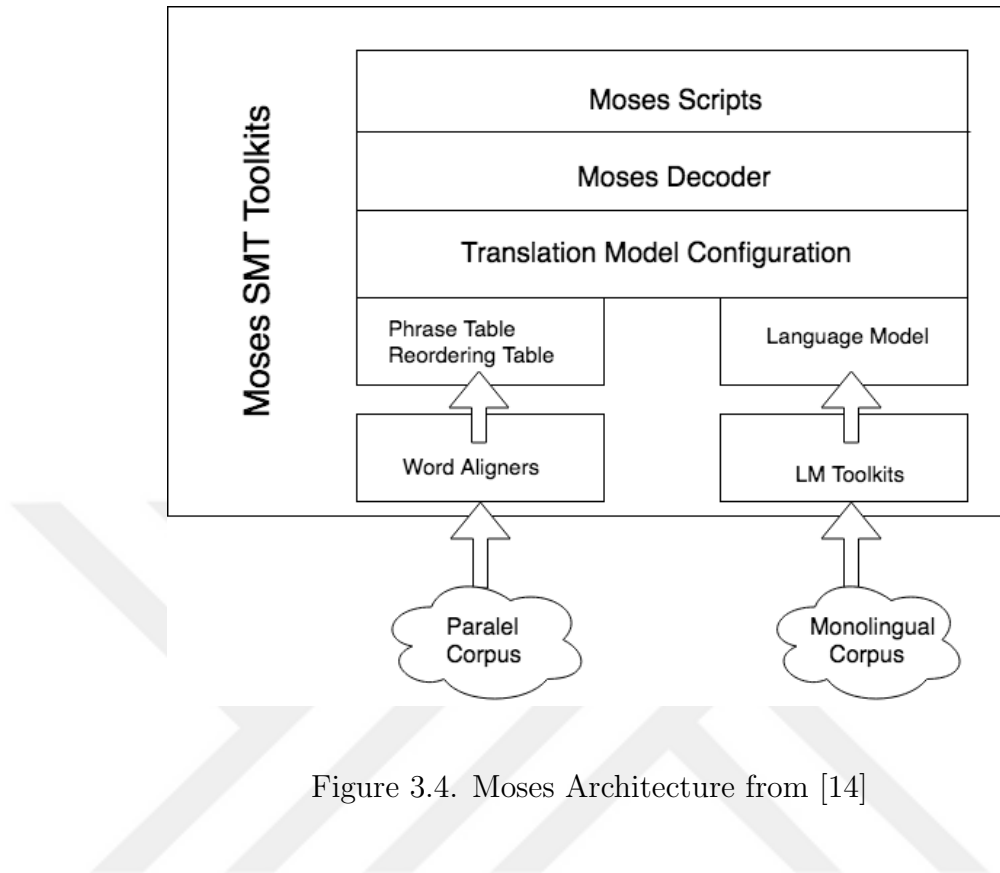 Moses SMT Toolkits
Moses Scripts
Moses Decoder
Translation Model Configuration
Phrase Table
Reordering Table
Language Model
Word Aligners
LM Toolkits
Paralel
Corpus
Monolingual
Corpus
Figure 3.4. Moses Architecture from [14]